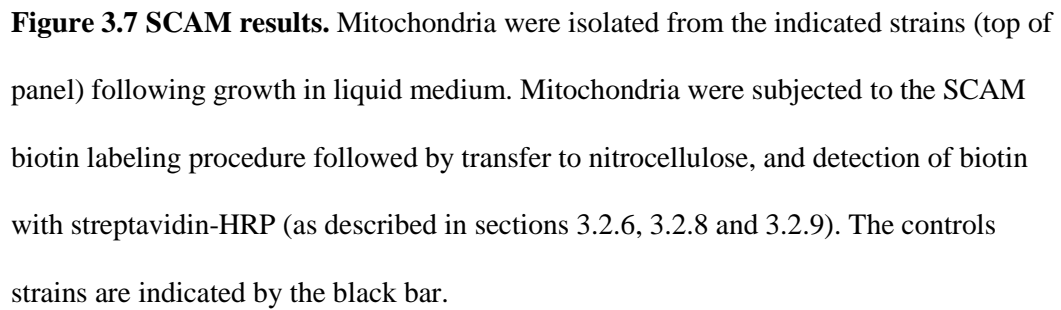 Figure 3.7 SCAM results. Mitochondria were isolated from the indicated strains (top of
panel) following growth in liquid medium. Mitochondria were subjected to the SCAM
biotin labeling procedure followed by transfer to nitrocellulose, and detection of biotin
with streptavidin-HRP (as described in sections 3.2.6, 3.2.8 and 3.2.9). The controls
strains are indicated by the black bar.